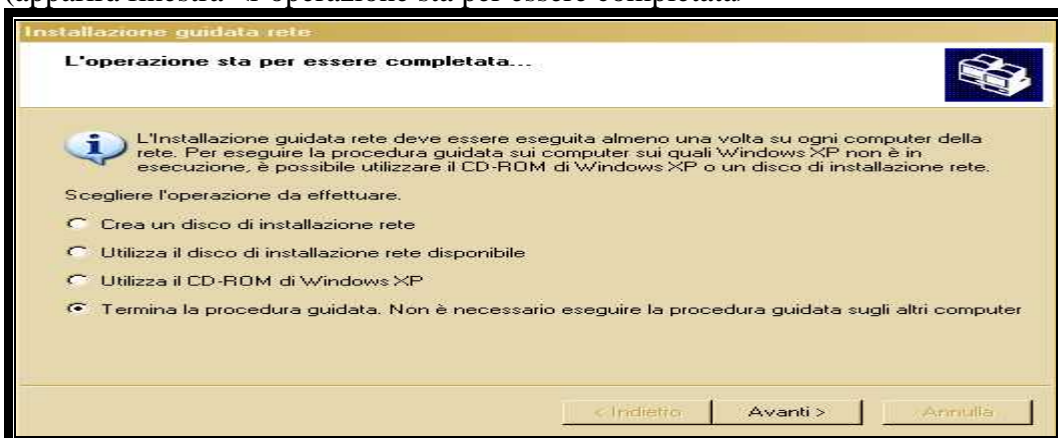 Installazione guidata rete
L'operazione sta per essere completata...
L'Installazione guidata rete deve essere eseguita almeno una volta su ogni computer della
rete. Per eseguire la procedura guidata sui computer sui quali Windows XP non è in
esecuzione, è possibile utilizzare il CD-ROM di Windows XP o un disco di installazione rete.
Scegliere l'operazione da effettuare.
Crea un disco di installazione rete
Utilizza il disco di installazione rete disponibile
Utilizza il CD-ROM di Windows XP
Termina la procedura guidata. Non è necessario eseguire la procedura guidata sugli altri computer
< Indietro Avanti > Annulla